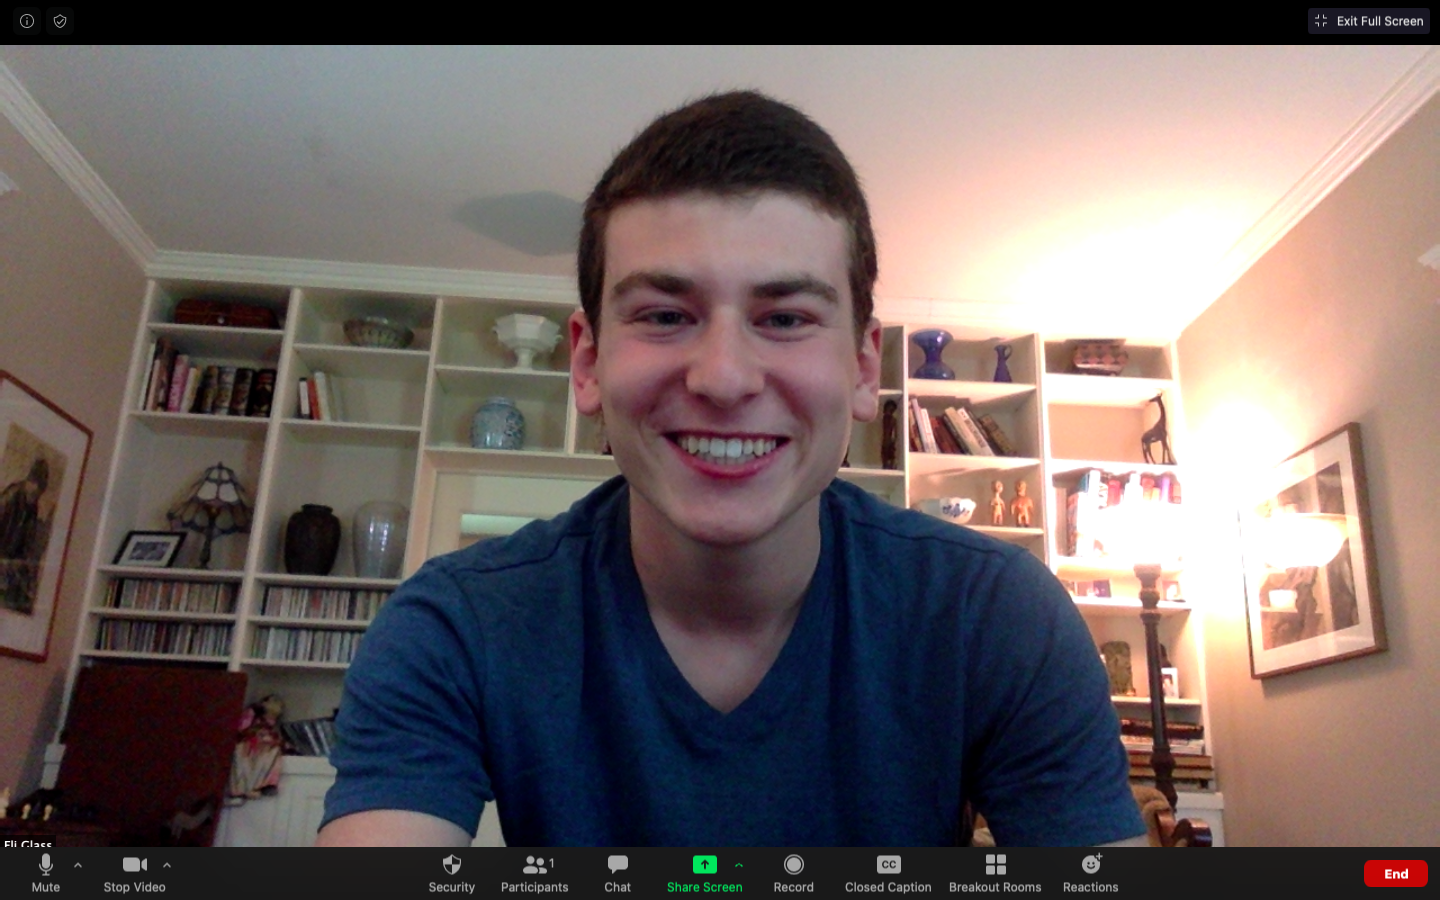 Exit Full Screen
Eli Glass
Mute
Stop Video
Security
1
Participants
Chat
Share Screen
Record
CC
Closed Caption
Breakout Rooms
Reactions
End